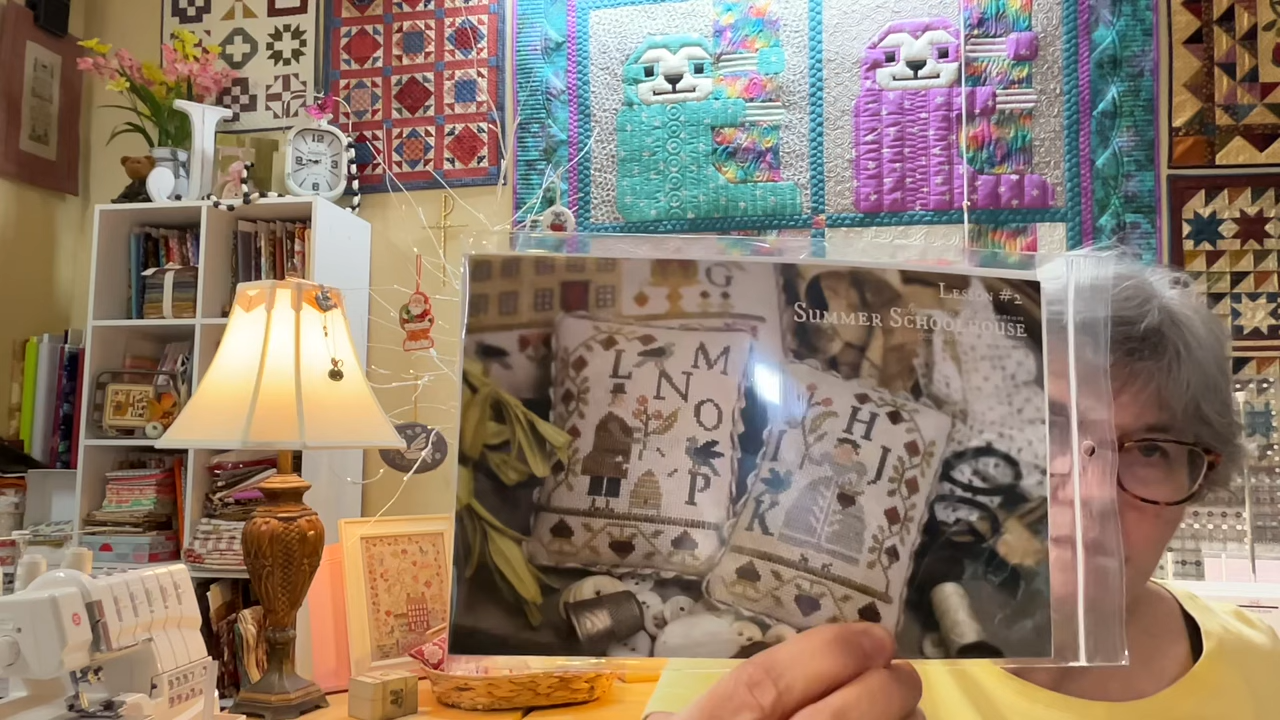 J
G
LESSON #2
SUMMER SCHOOLHOUSE
L M
N O
P
H
I J
K